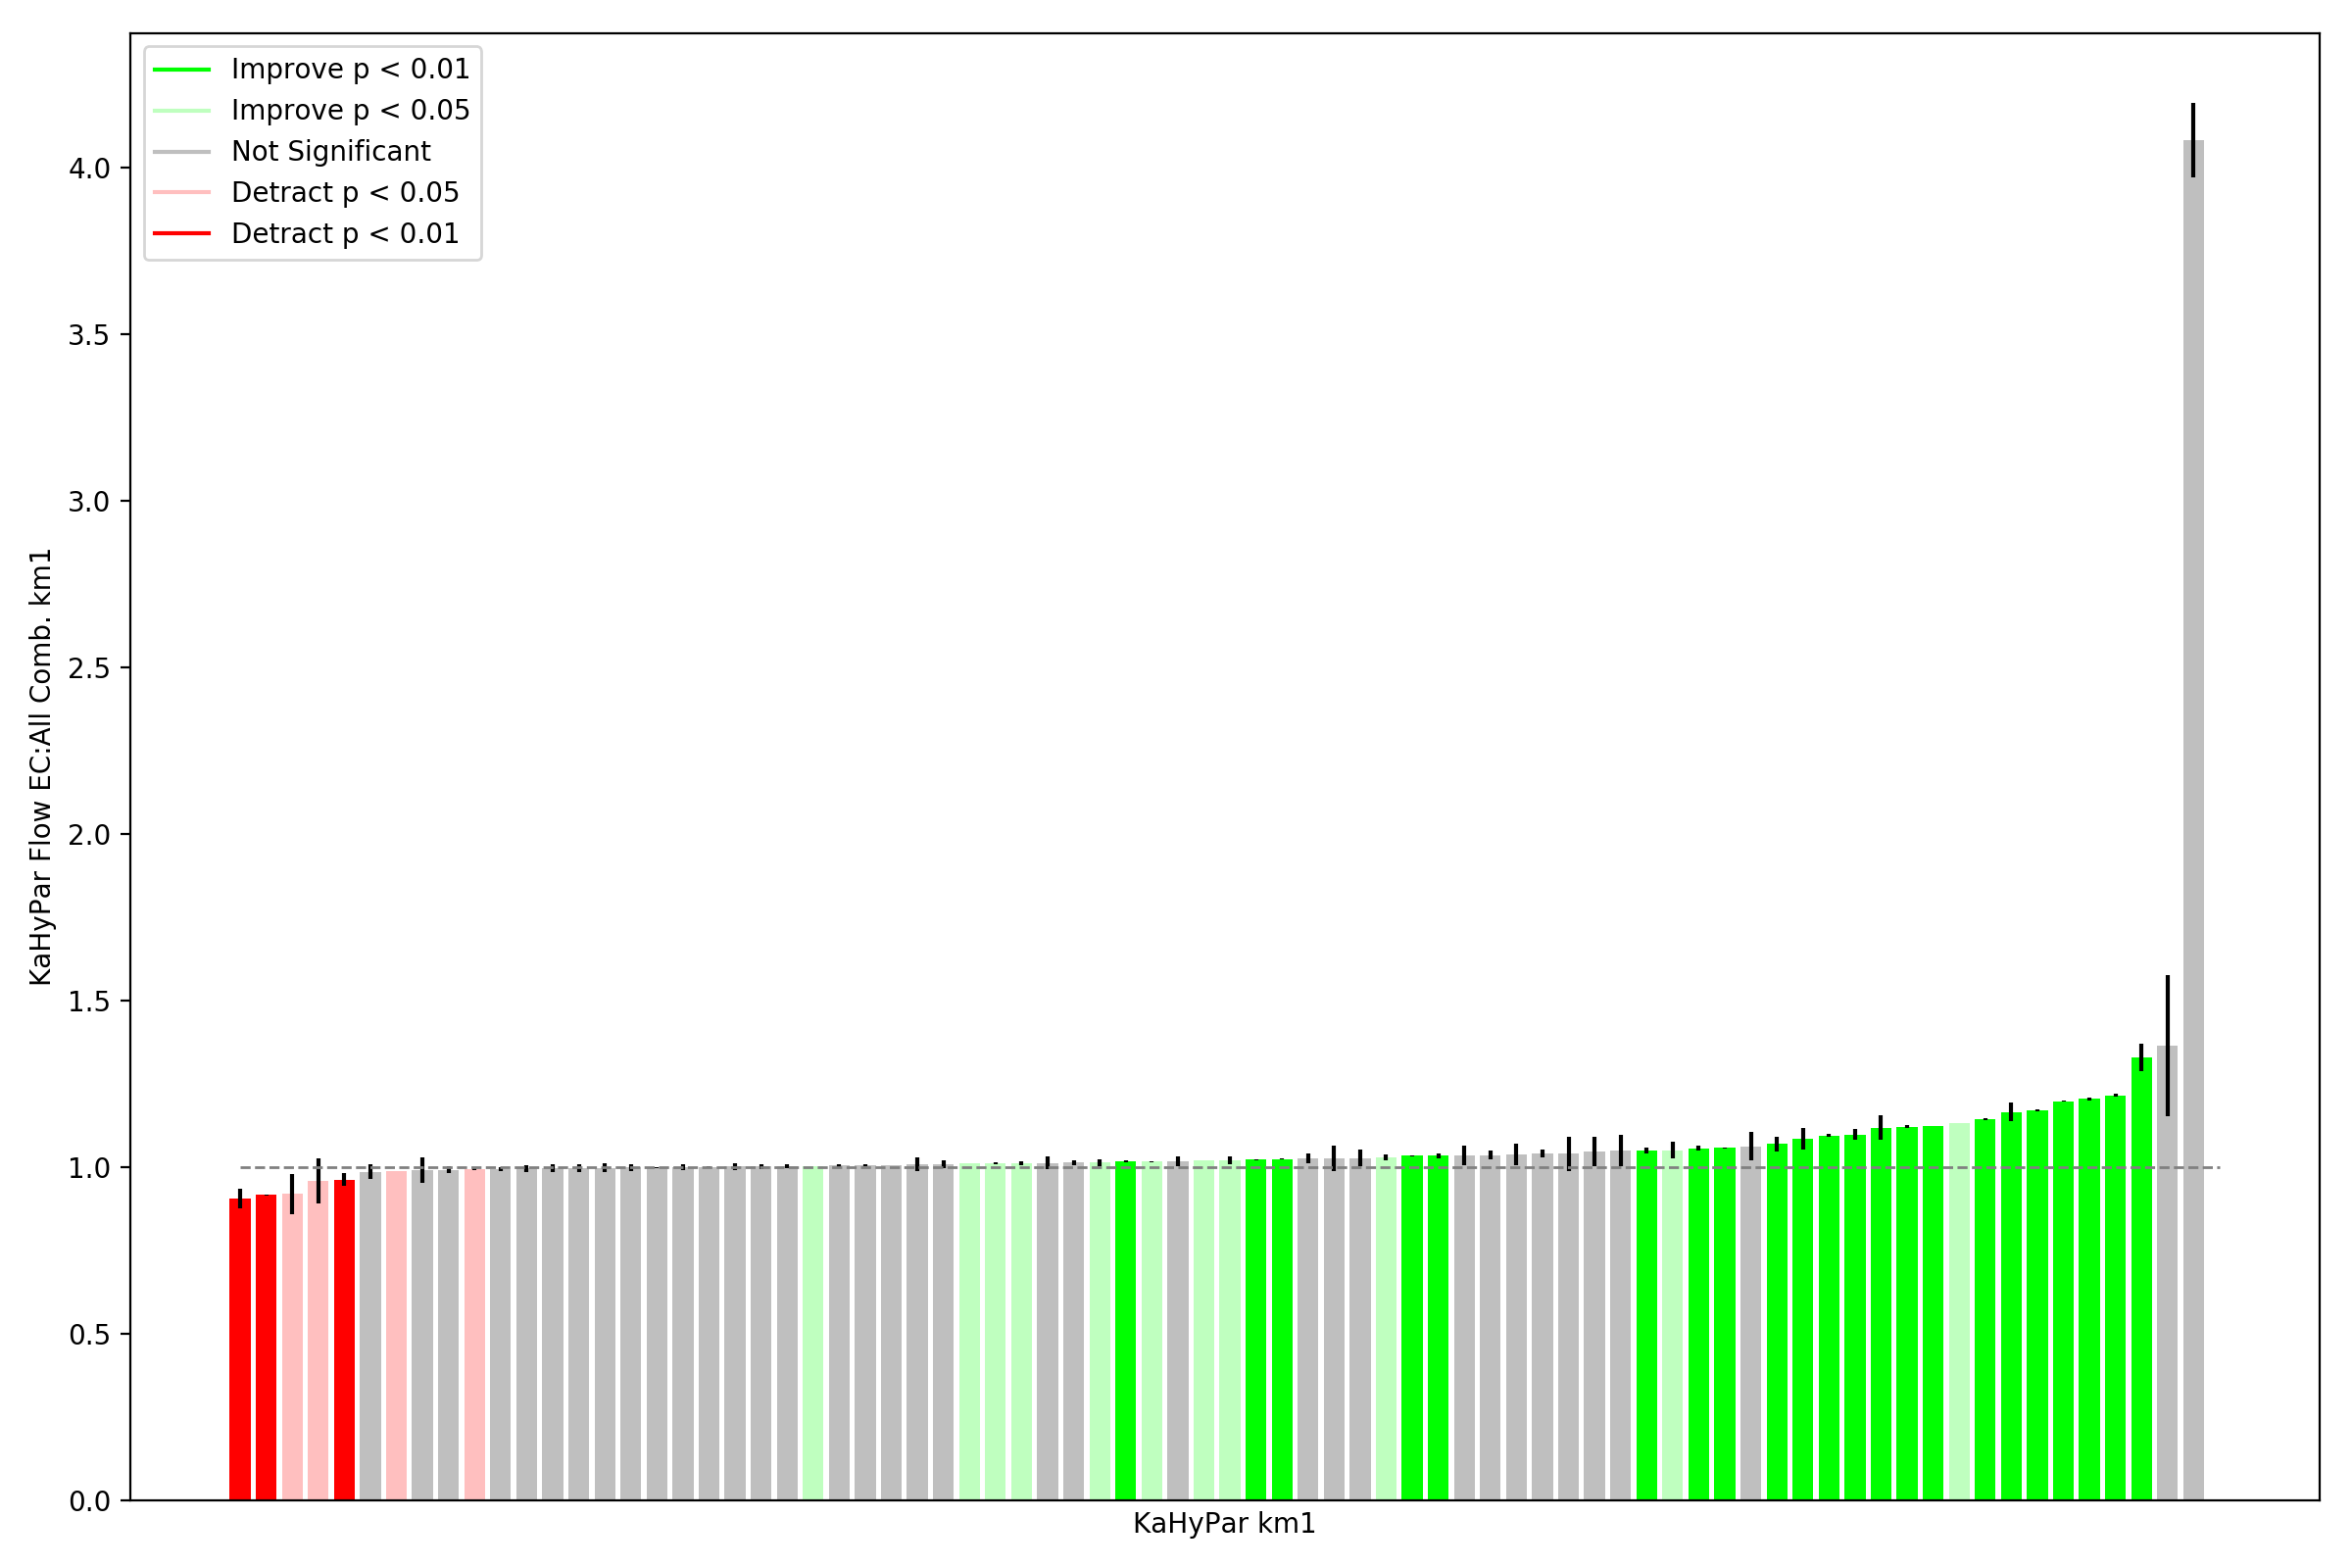 Improve p < 0.01
Improve p < 0.05
Not Significant
Detract p < 0.05
Detract p < 0.01
4.0
3.5
3.0
2.5
2.0
1.5
1.0
0.5
0.0
KaHyPar Flow EC:All Comb. km1
KaHyPar km1